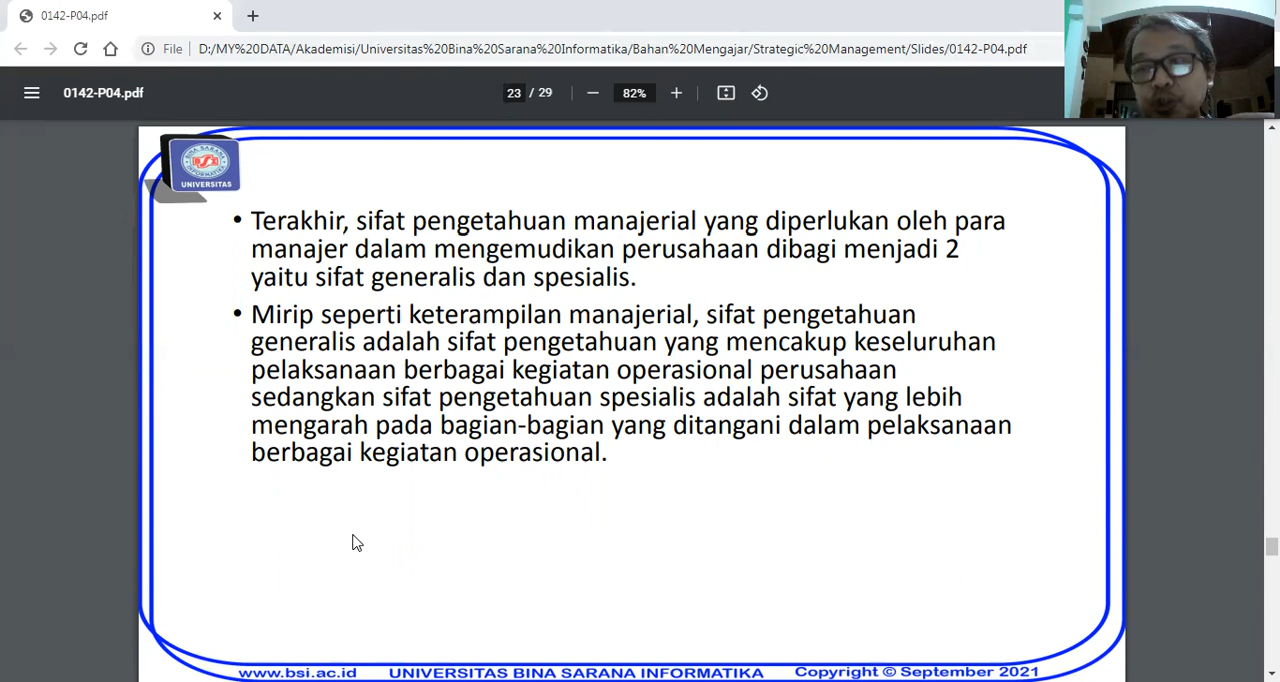 0142-P04.pdf
File
D:/MY%20DATA/Akademisi/Universitas%20Bina%20Sarana%20Informatika/Bahan%20Mengajar/Strategic%20Management/Slides/0142-P04.pdf
0142-P04.pdf
23 / 29
82%
BINA SARANA
BSI
INFORMATIKA
UNIVERSITAS
• Terakhir, sifat pengetahuan manajerial yang diperlukan oleh para
manajer dalam mengemudikan perusahaan dibagi menjadi 2
yaitu sifat generalis dan spesialis.
• Mirip seperti keterampilan manajerial, sifat pengetahuan
generalis adalah sifat pengetahuan yang mencakup keseluruhan
pelaksanaan berbagai kegiatan operasional perusahaan
sedangkan sifat pengetahuan spesialis adalah sifat yang lebih
mengarah pada bagian-bagian yang ditangani dalam pelaksanaan
berbagai kegiatan operasional.
www.bsi.ac.id UNIVERSITAS BINA SARANA INFORMATIKA Copyright © September 2021